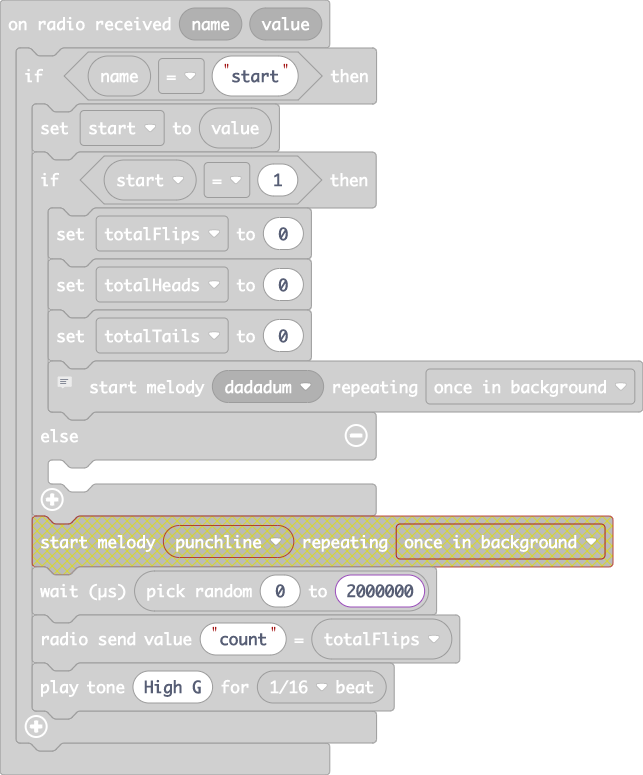 on radio received name value
if name = "start" then
set start to value
if start = 1 then
set totalFlips to 0
set totalHeads to 0
set totalTails to 0
start melody dadadum repeating once in background
else
start melody punchline repeating once in background
wait (µs) pick random 0 to 2000000
radio send value "count" = totalFlips
play tone High G for 1/16 beat